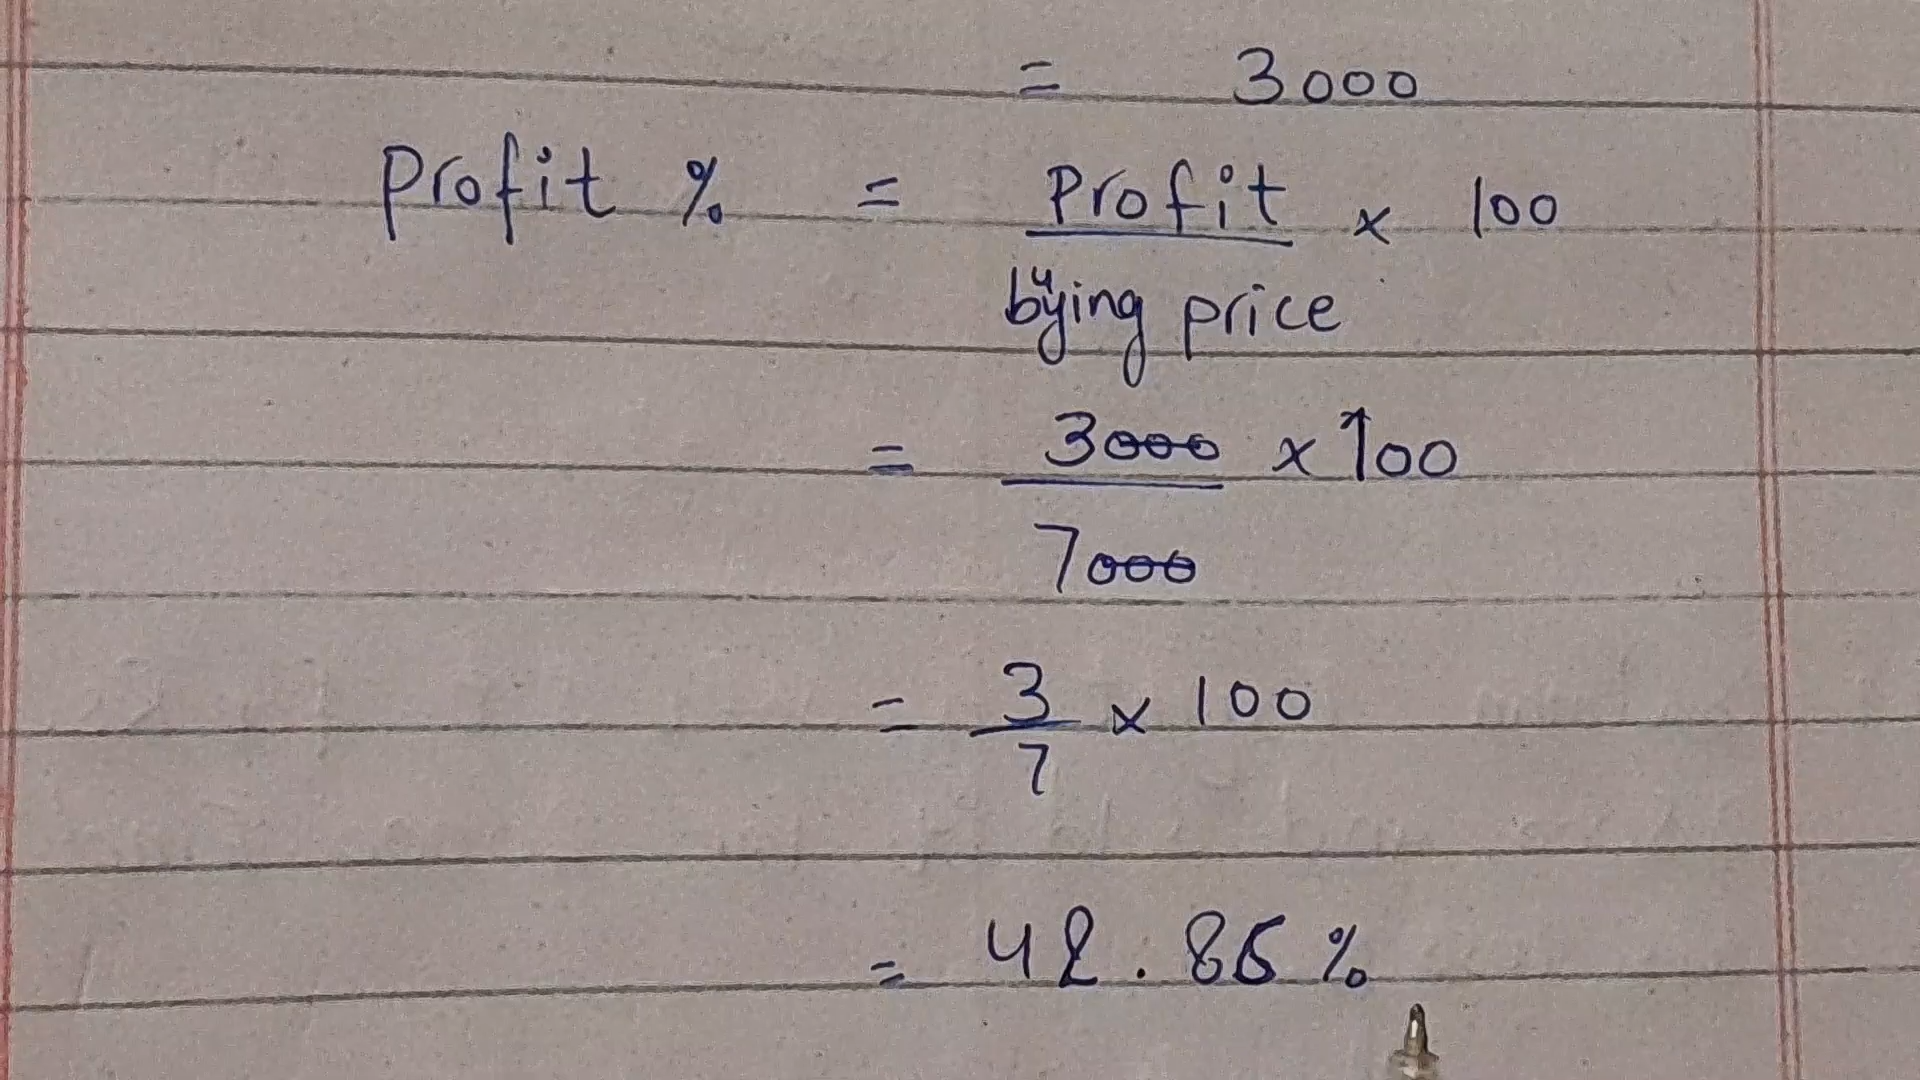 = 3000
Profit % = Profit × 100
buying price
= 3000 × 100
7000
= 3 × 100
7
= 42.86 %